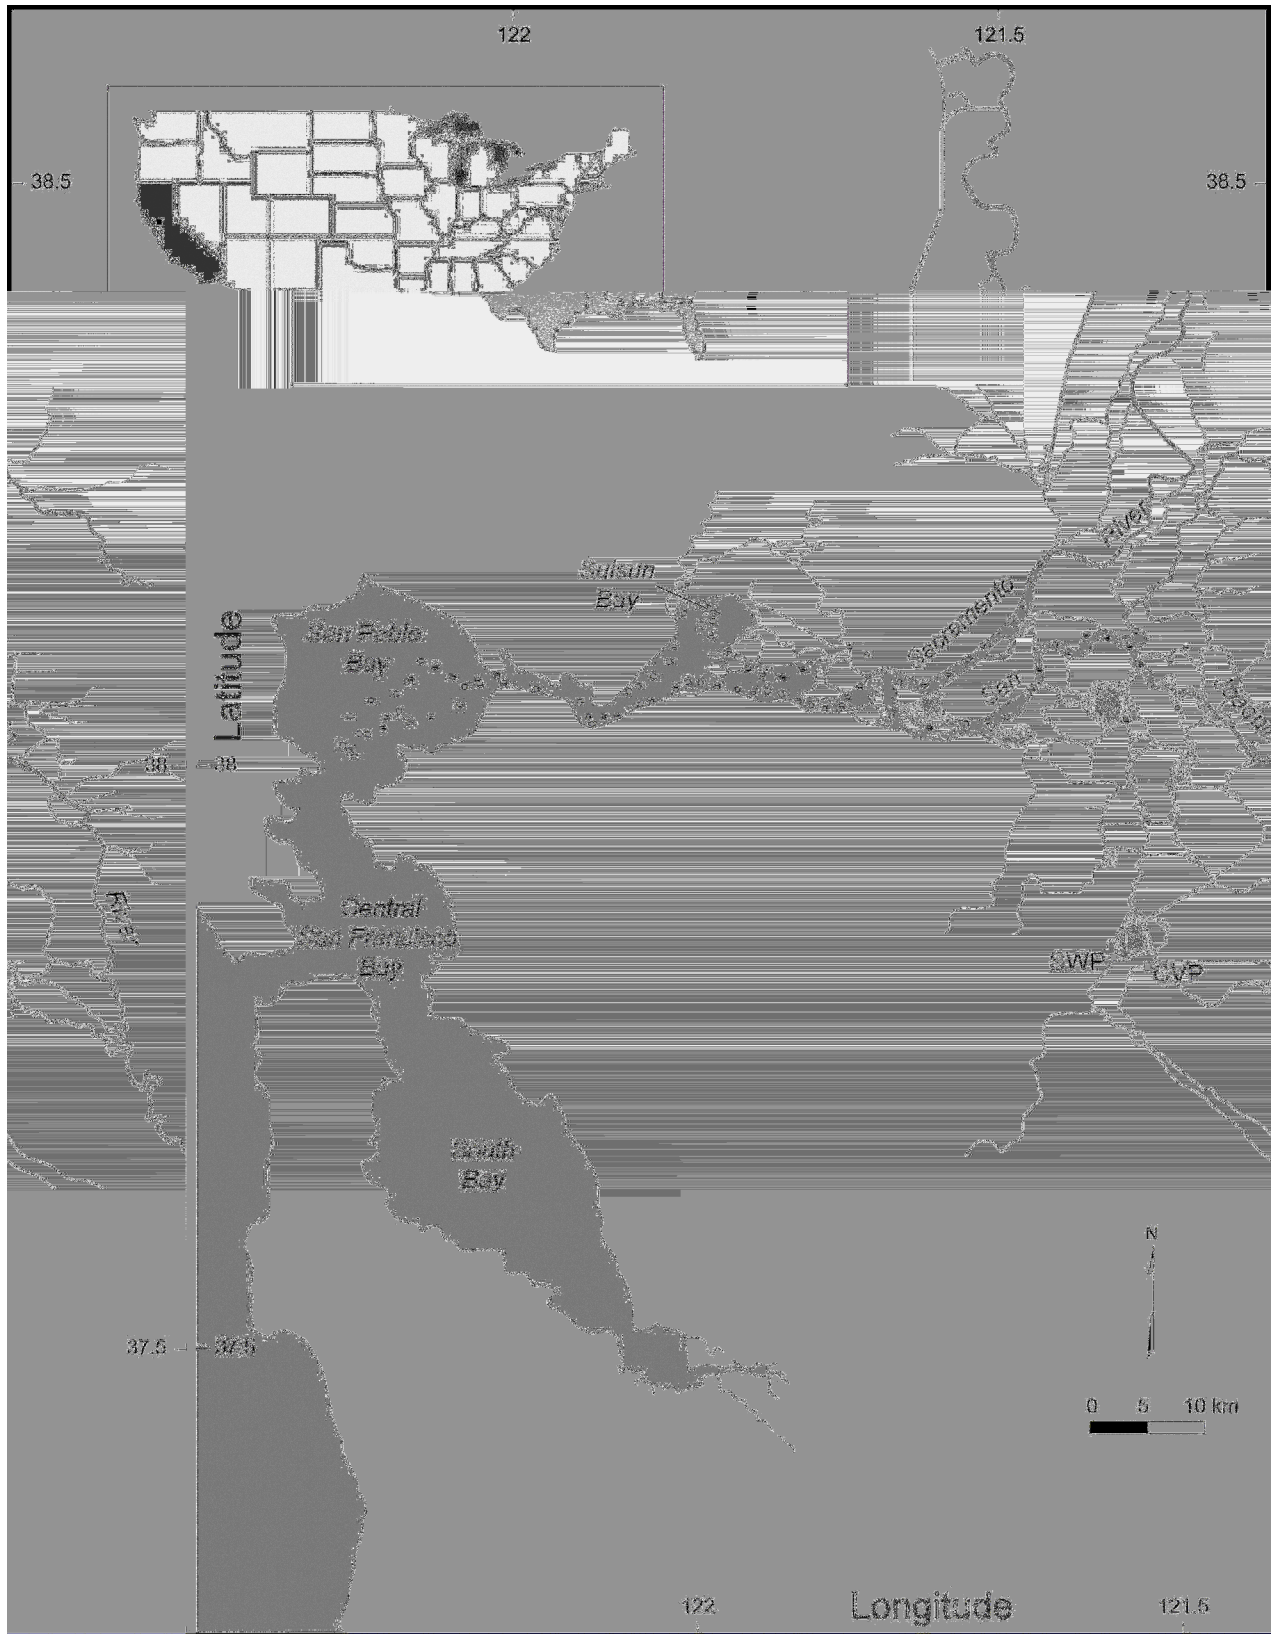 122
121.5
38.5
38.5
River
Suisun
Bay
Sacramento
San Pablo
Bay
San
Latitude
38
38
River
Central
San Francisco
Bay
SWP
CVP
South
Bay
N
37.5
37.5
0 5 10 km
122
Longitude
121.5